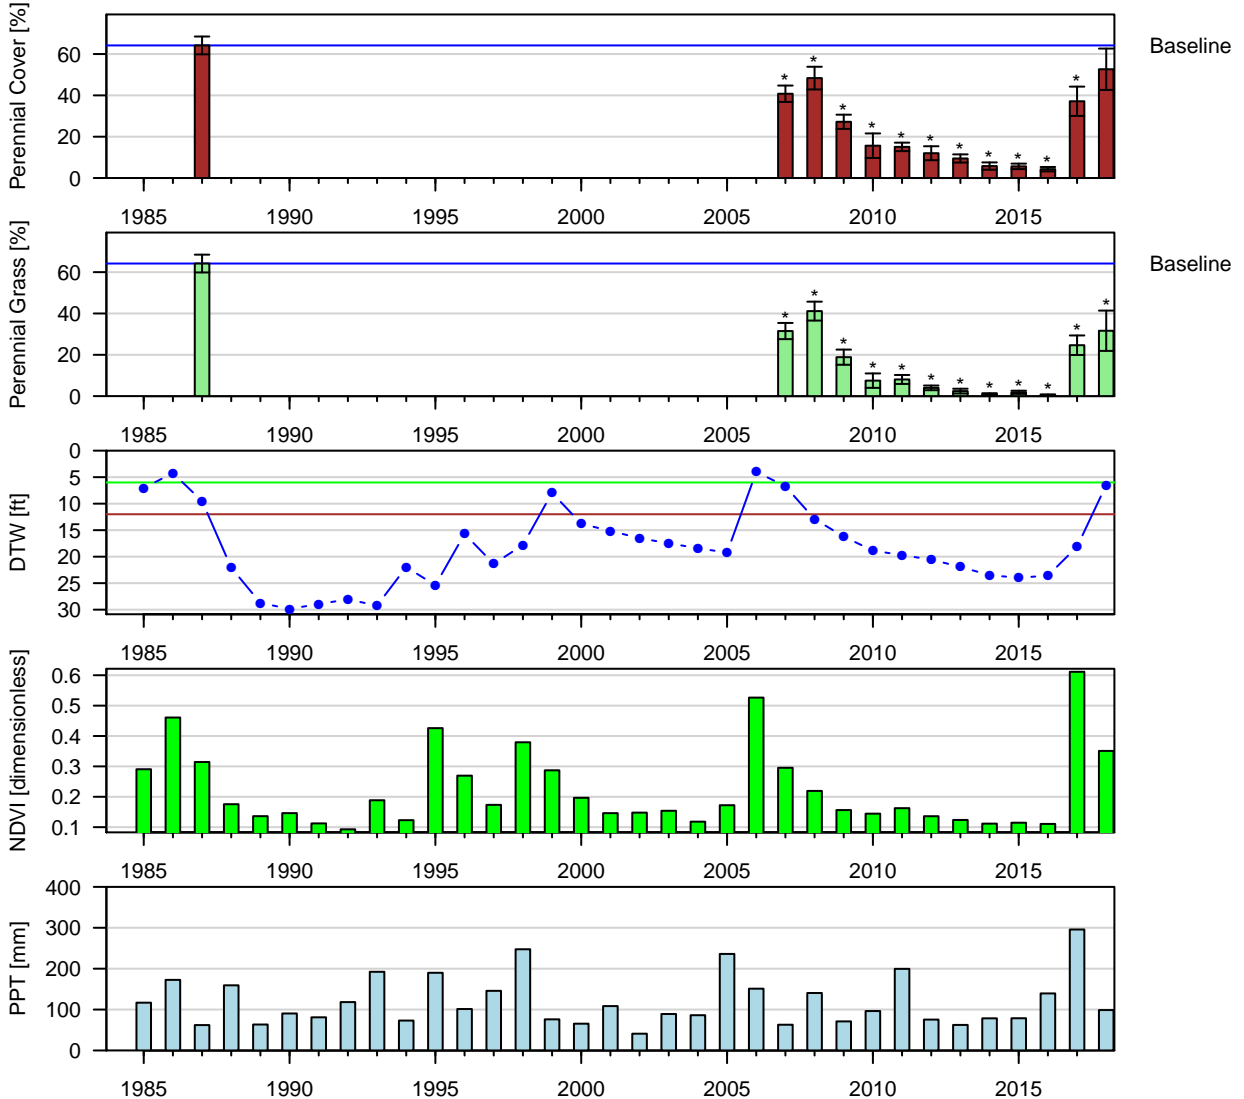 Perennial Cover [%]
60
40
20
0
* * * * * * * * * * *
Baseline
1985 1990 1995 2000 2005 2010 2015
Perennial Grass [%]
60
40
20
0
* * * * * * * * * * * *
Baseline
1985 1990 1995 2000 2005 2010 2015
DTW [ft]
0
5
10
15
20
25
30
1985 1990 1995 2000 2005 2010 2015
NDVI [dimensionless]
0.6
0.5
0.4
0.3
0.2
0.1
1985 1990 1995 2000 2005 2010 2015
PPT [mm]
400
300
200
100
0
1985 1990 1995 2000 2005 2010 2015